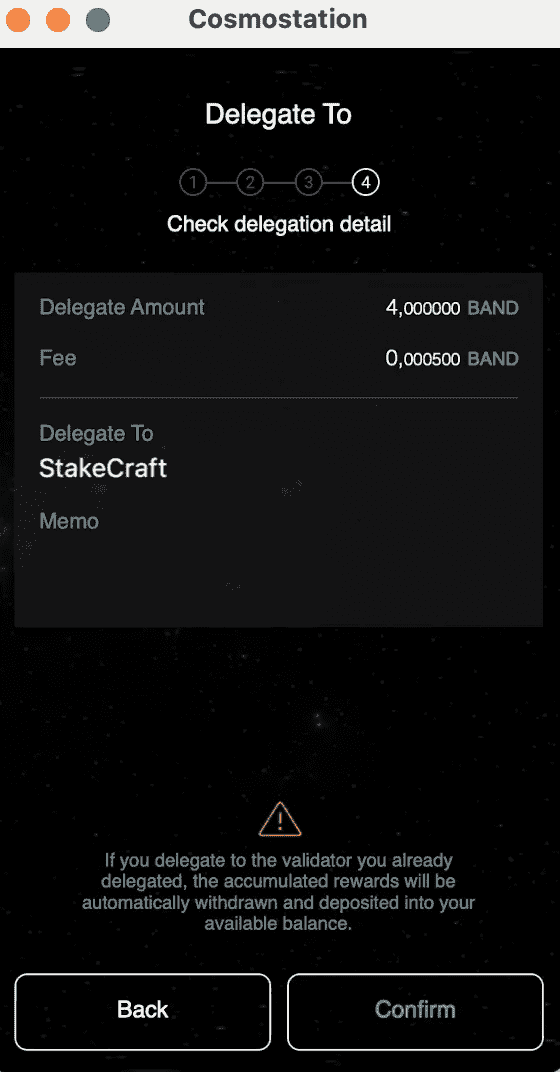 Cosmostation
Delegate To
1 2 3 4
Check delegation detail
Delegate Amount 4,000000 BAND
Fee 0,000500 BAND
Delegate To
StakeCraft
Memo
If you delegate to the validator you already
delegated, the accumulated rewards will be
automatically withdrawn and deposited into your
available balance.
Back Confirm